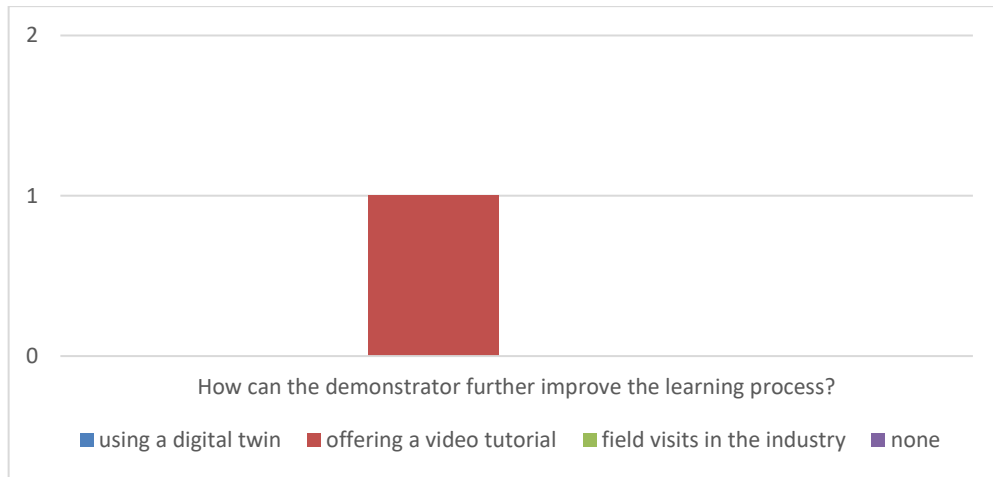 2
1
0
How can the demonstrator further improve the learning process?
using a digital twin offering a video tutorial field visits in the industry none